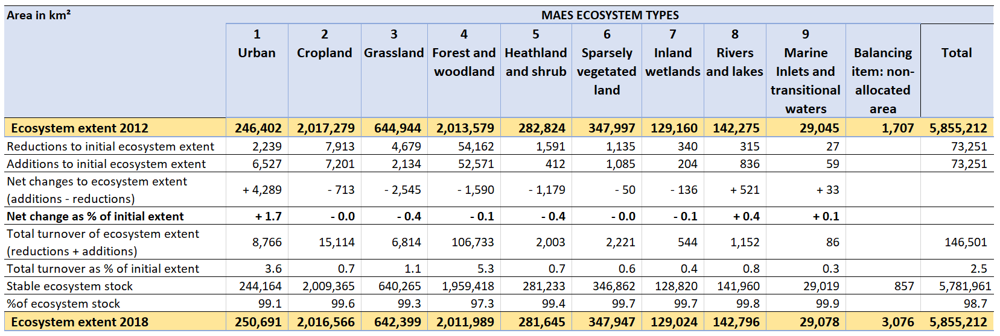 Area in km² MAES ECOSYSTEM TYPES
1 2 3 4 5 6 7 8 9
Urban Cropland Grassland Forest and Heathland Sparsely Inland Rivers Marine Balancing Total
woodland and shrub vegetated wetlands and lakes Inlets and item: non-
land transitional allocated
waters area
Ecosystem extent 2012 246,402 2,017,279 644,944 2,013,579 282,824 347,997 129,160 142,275 29,045 1,707 5,855,212
Reductions to initial ecosystem extent 2,239 7,913 4,679 54,162 1,591 1,135 340 315 27 73,251
Additions to initial ecosystem extent 6,527 7,201 2,134 52,571 412 1,085 204 836 59 73,251
Net changes to ecosystem extent
(additions - reductions) + 4,289 - 713 - 2,545 - 1,590 - 1,179 - 50 - 136 + 521 + 33
Net change as % of initial extent + 1.7 - 0.0 - 0.4 - 0.1 - 0.4 - 0.0 - 0.1 + 0.4 + 0.1
Total turnover of ecosystem extent
(reductions + additions) 8,766 15,114 6,814 106,733 2,003 2,221 544 1,152 86 146,501
Total turnover as % of initial extent 3.6 0.7 1.1 5.3 0.7 0.6 0.4 0.8 0.3 2.5
Stable ecosystem stock 244,164 2,009,365 640,265 1,959,418 281,233 346,862 128,820 141,960 29,019 857 5,781,961
%of ecosystem stock 99.1 99.6 99.3 97.3 99.4 99.7 99.7 99.8 99.9 98.7
Ecosystem extent 2018 250,691 2,016,566 642,399 2,011,989 281,645 347,947 129,024 142,796 29,078 3,076 5,855,212